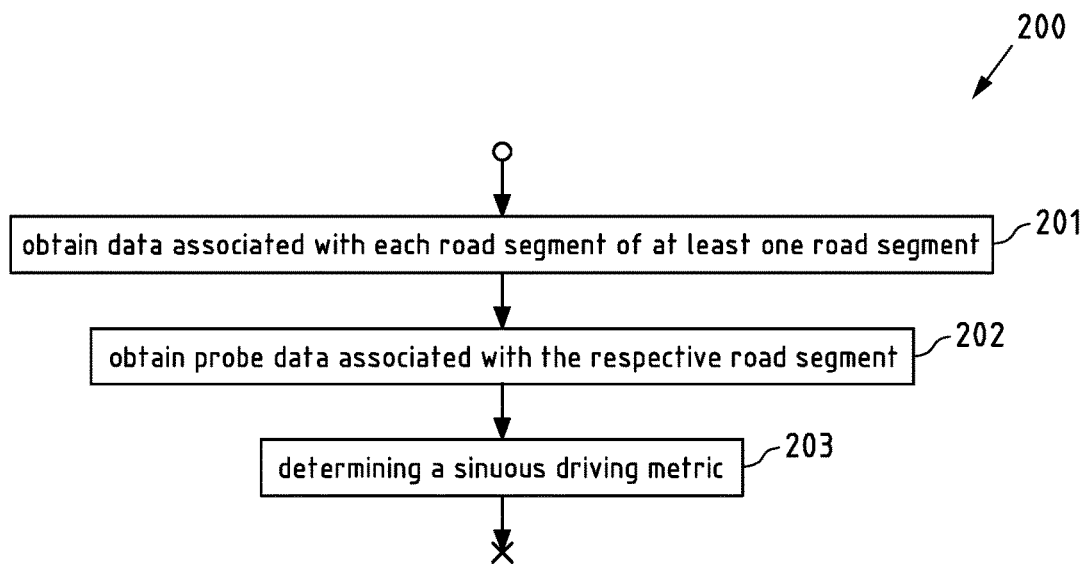 200
obtain data associated with each road segment of at least one road segment
201
obtain probe data associated with the respective road segment
202
determining a sinuous driving metric
203